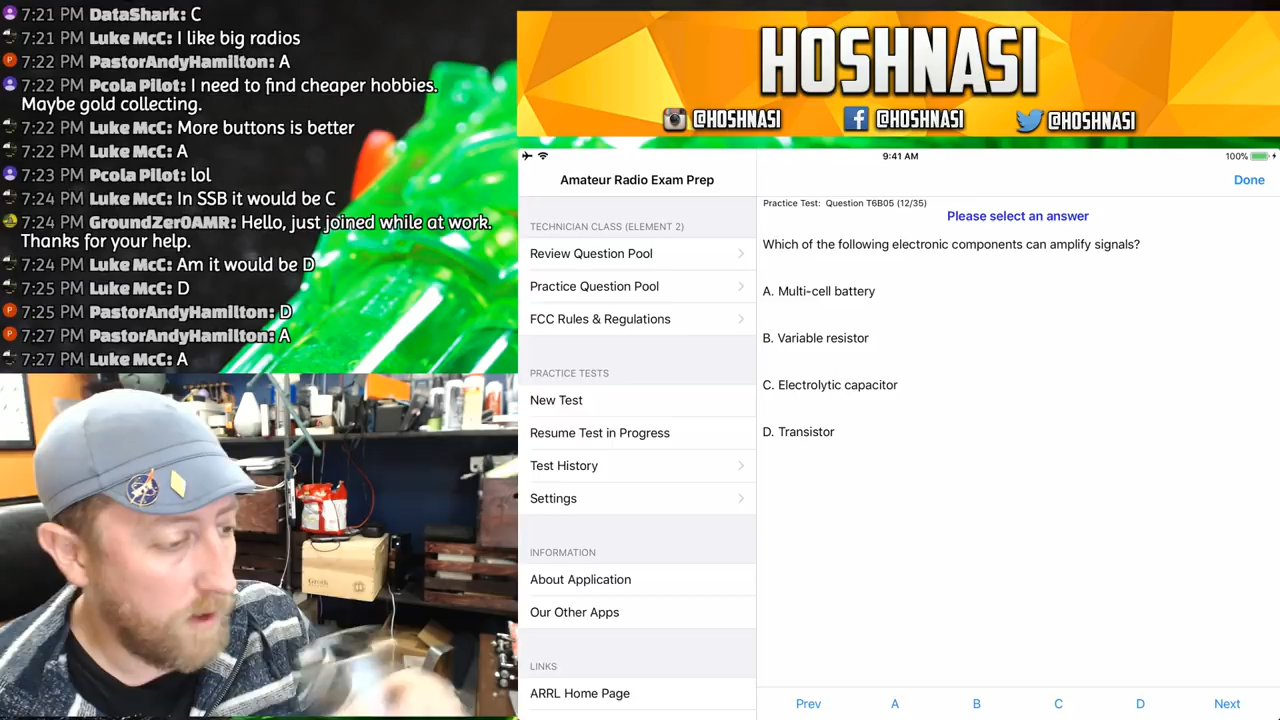 7:21 PM DataShark: C
7:21 PM Luke McC: I like big radios
P 7:22 PM PastorAndyHamilton: A
7:22 PM Pcola Pilot: I need to find cheaper hobbies.
Maybe gold collecting.
7:22 PM Luke McC: More buttons is better
7:22 PM Luke McC: A
7:23 PM Pcola Pilot: lol
7:24 PM Luke McC: In SSB it would be C
7:24 PM GroundZer0AMR: Hello, just joined while at work.
Thanks for your help.
7:24 PM Luke McC: Am it would be D
7:25 PM Luke McC: D
P 7:25 PM PastorAndyHamilton: D
P 7:27 PM PastorAndyHamilton: A
7:27 PM Luke McC: A
HOSHNASI
@HOSHNASI
@HOSHNASI
@HOSHNASI
9:41 AM
100%
Amateur Radio Exam Prep
Done
TECHNICIAN CLASS (ELEMENT 2)
Review Question Pool
Practice Question Pool
FCC Rules & Regulations
PRACTICE TESTS
New Test
Resume Test in Progress
Test History
Settings
INFORMATION
About Application
Our Other Apps
LINKS
ARRL Home Page
Practice Test: Question T6B05 (12/35)
Please select an answer
Which of the following electronic components can amplify signals?
A. Multi-cell battery
B. Variable resistor
C. Electrolytic capacitor
D. Transistor
Prev
A
B
C
D
Next